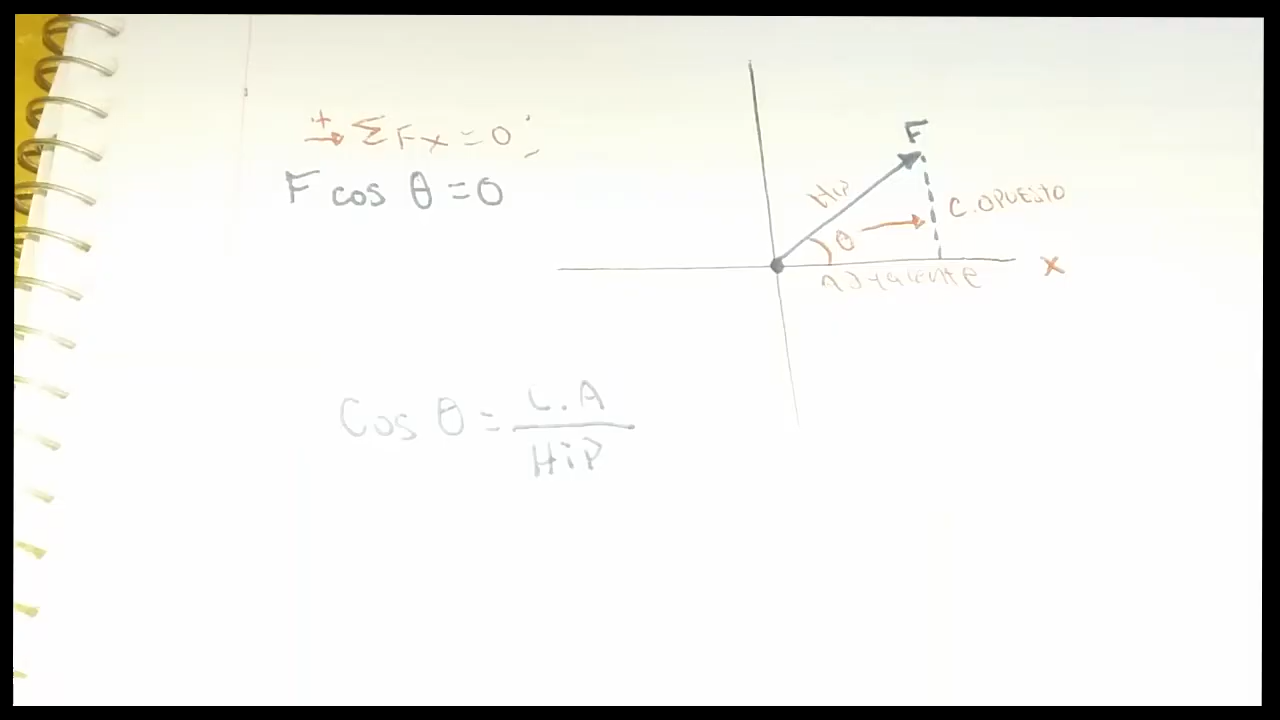 +→ ΣFx=0;
F cos θ=0
F
Hip
θ
C.OPUESTO
ADYACENTE
X
Cos θ = C.A
HiP